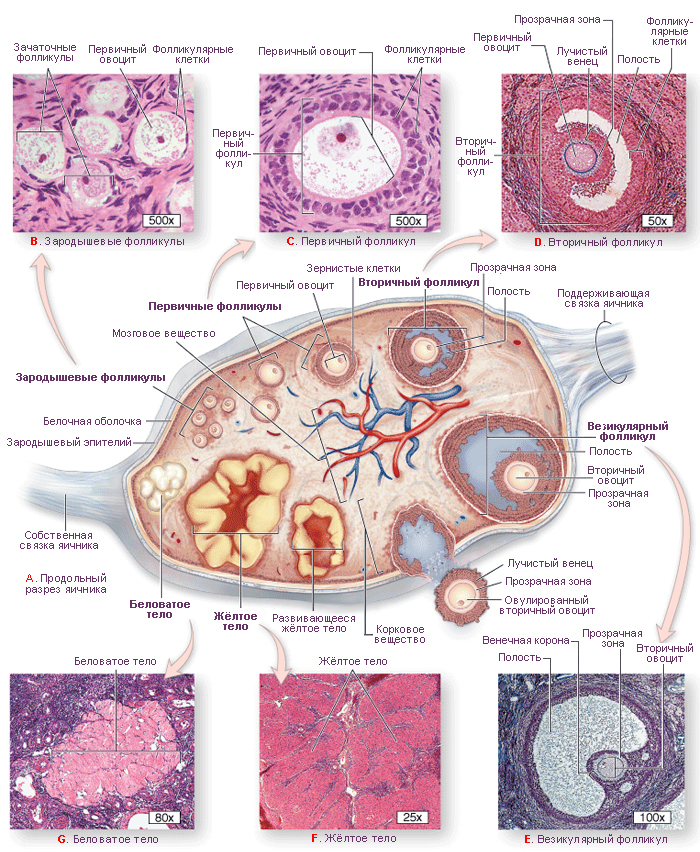 Зачаточные
фолликулы
Первичный
овоцит
Фолликулярные
клетки
500x
B. Зародышевые фолликулы
Первичный овоцит
Фолликулярные
клетки
Первич-
ный
фолли-
кул
500x
C. Первичный фолликул
Прозрачная зона
Первичный
овоцит
Лучистый
венец
Фоллику-
лярные
клетки
Полость
Вторич-
ный
фолли-
кул
50x
D. Вторичный фолликул
Зернистые клетки
Первичный овоцит
Вторичный фолликул
Прозрачная зона
Полость
Поддерживающая
связка яичника
Первичные фолликулы
Мозговое вещество
Зародышевые фолликулы
Белочная оболочка
Зародышевый эпителий
Везикулярный
фолликул
Полость
Вторичный
овоцит
Прозрачная
зона
Собственная
связка яичника
A. Продольный
разрез яичника
Беловатое
тело
Жёлтое
тело
Развивающееся
жёлтое тело
Корковое
вещество
Лучистый венец
Прозрачная зона
Овулированный
вторичный овоцит
Беловатое тело
80x
G. Беловатое тело
Жёлтое тело
25x
F. Жёлтое тело
Венечная корона
Полость
Прозрачная
зона
Вторичный
овоцит
100x
E. Везикулярный фолликул